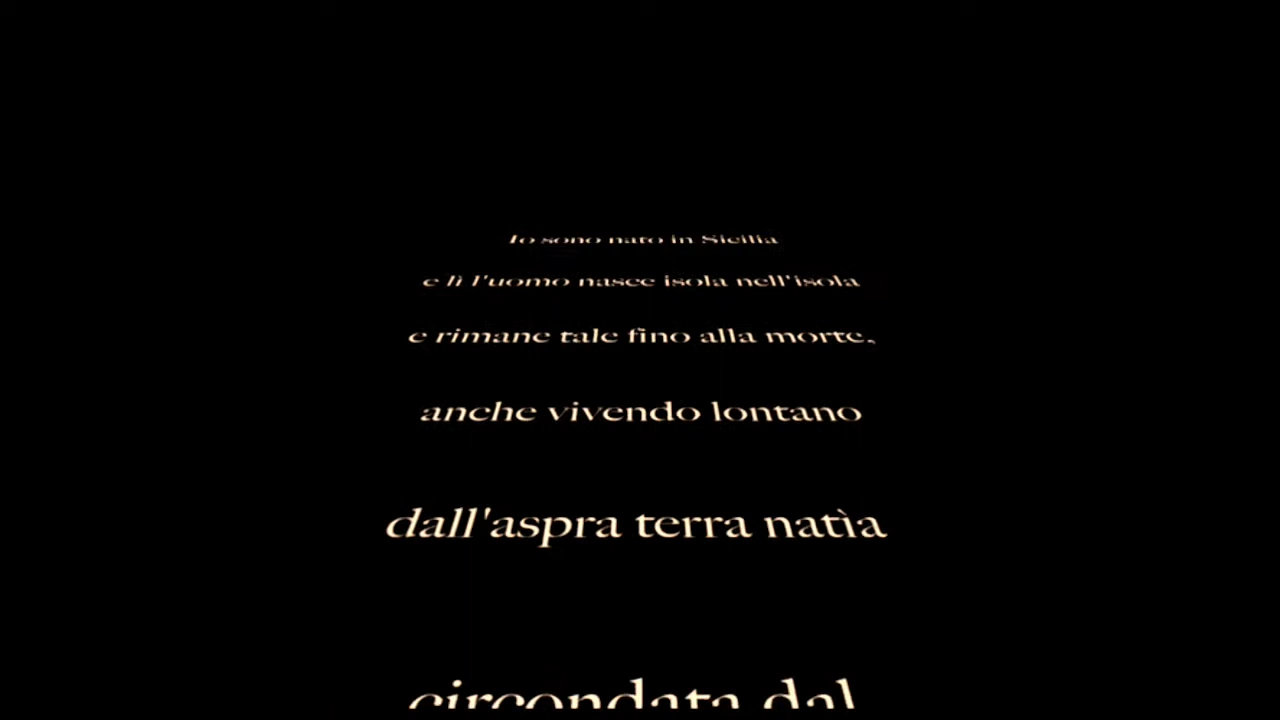 Io sono nato in Sicilia
e lì l'uomo nasce isola nell'isola
e rimane tale fino alla morte,
anche vivendo lontano
dall'aspra terra natìa
circondata dal